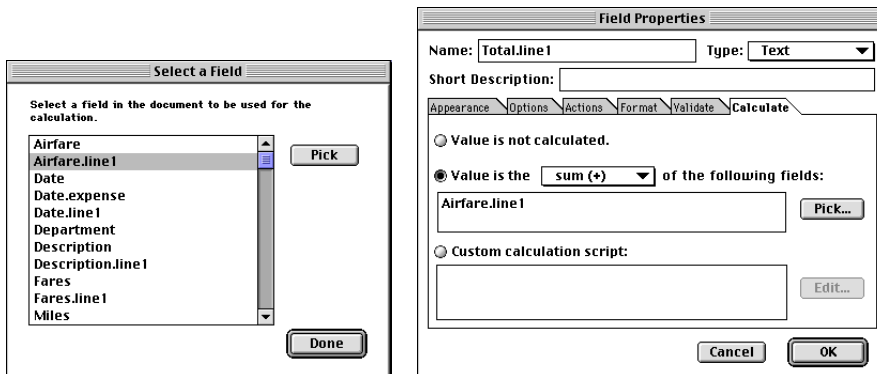 Select a Field
Select a field in the document to be used for the
calculation.
Airfare
Airfare.line1
Date
Date.expense
Date.line1
Department
Description
Description.line1
Fares
Fares.line1
Miles
Pick
Done
Field Properties
Name: Total.line1 Type: Text
Short Description:
Appearance Options Actions Format Validate Calculate
Value is not calculated.
Value is the sum (+) of the following fields:
Airfare.line1
Pick...
Custom calculation script:
Edit...
Cancel OK